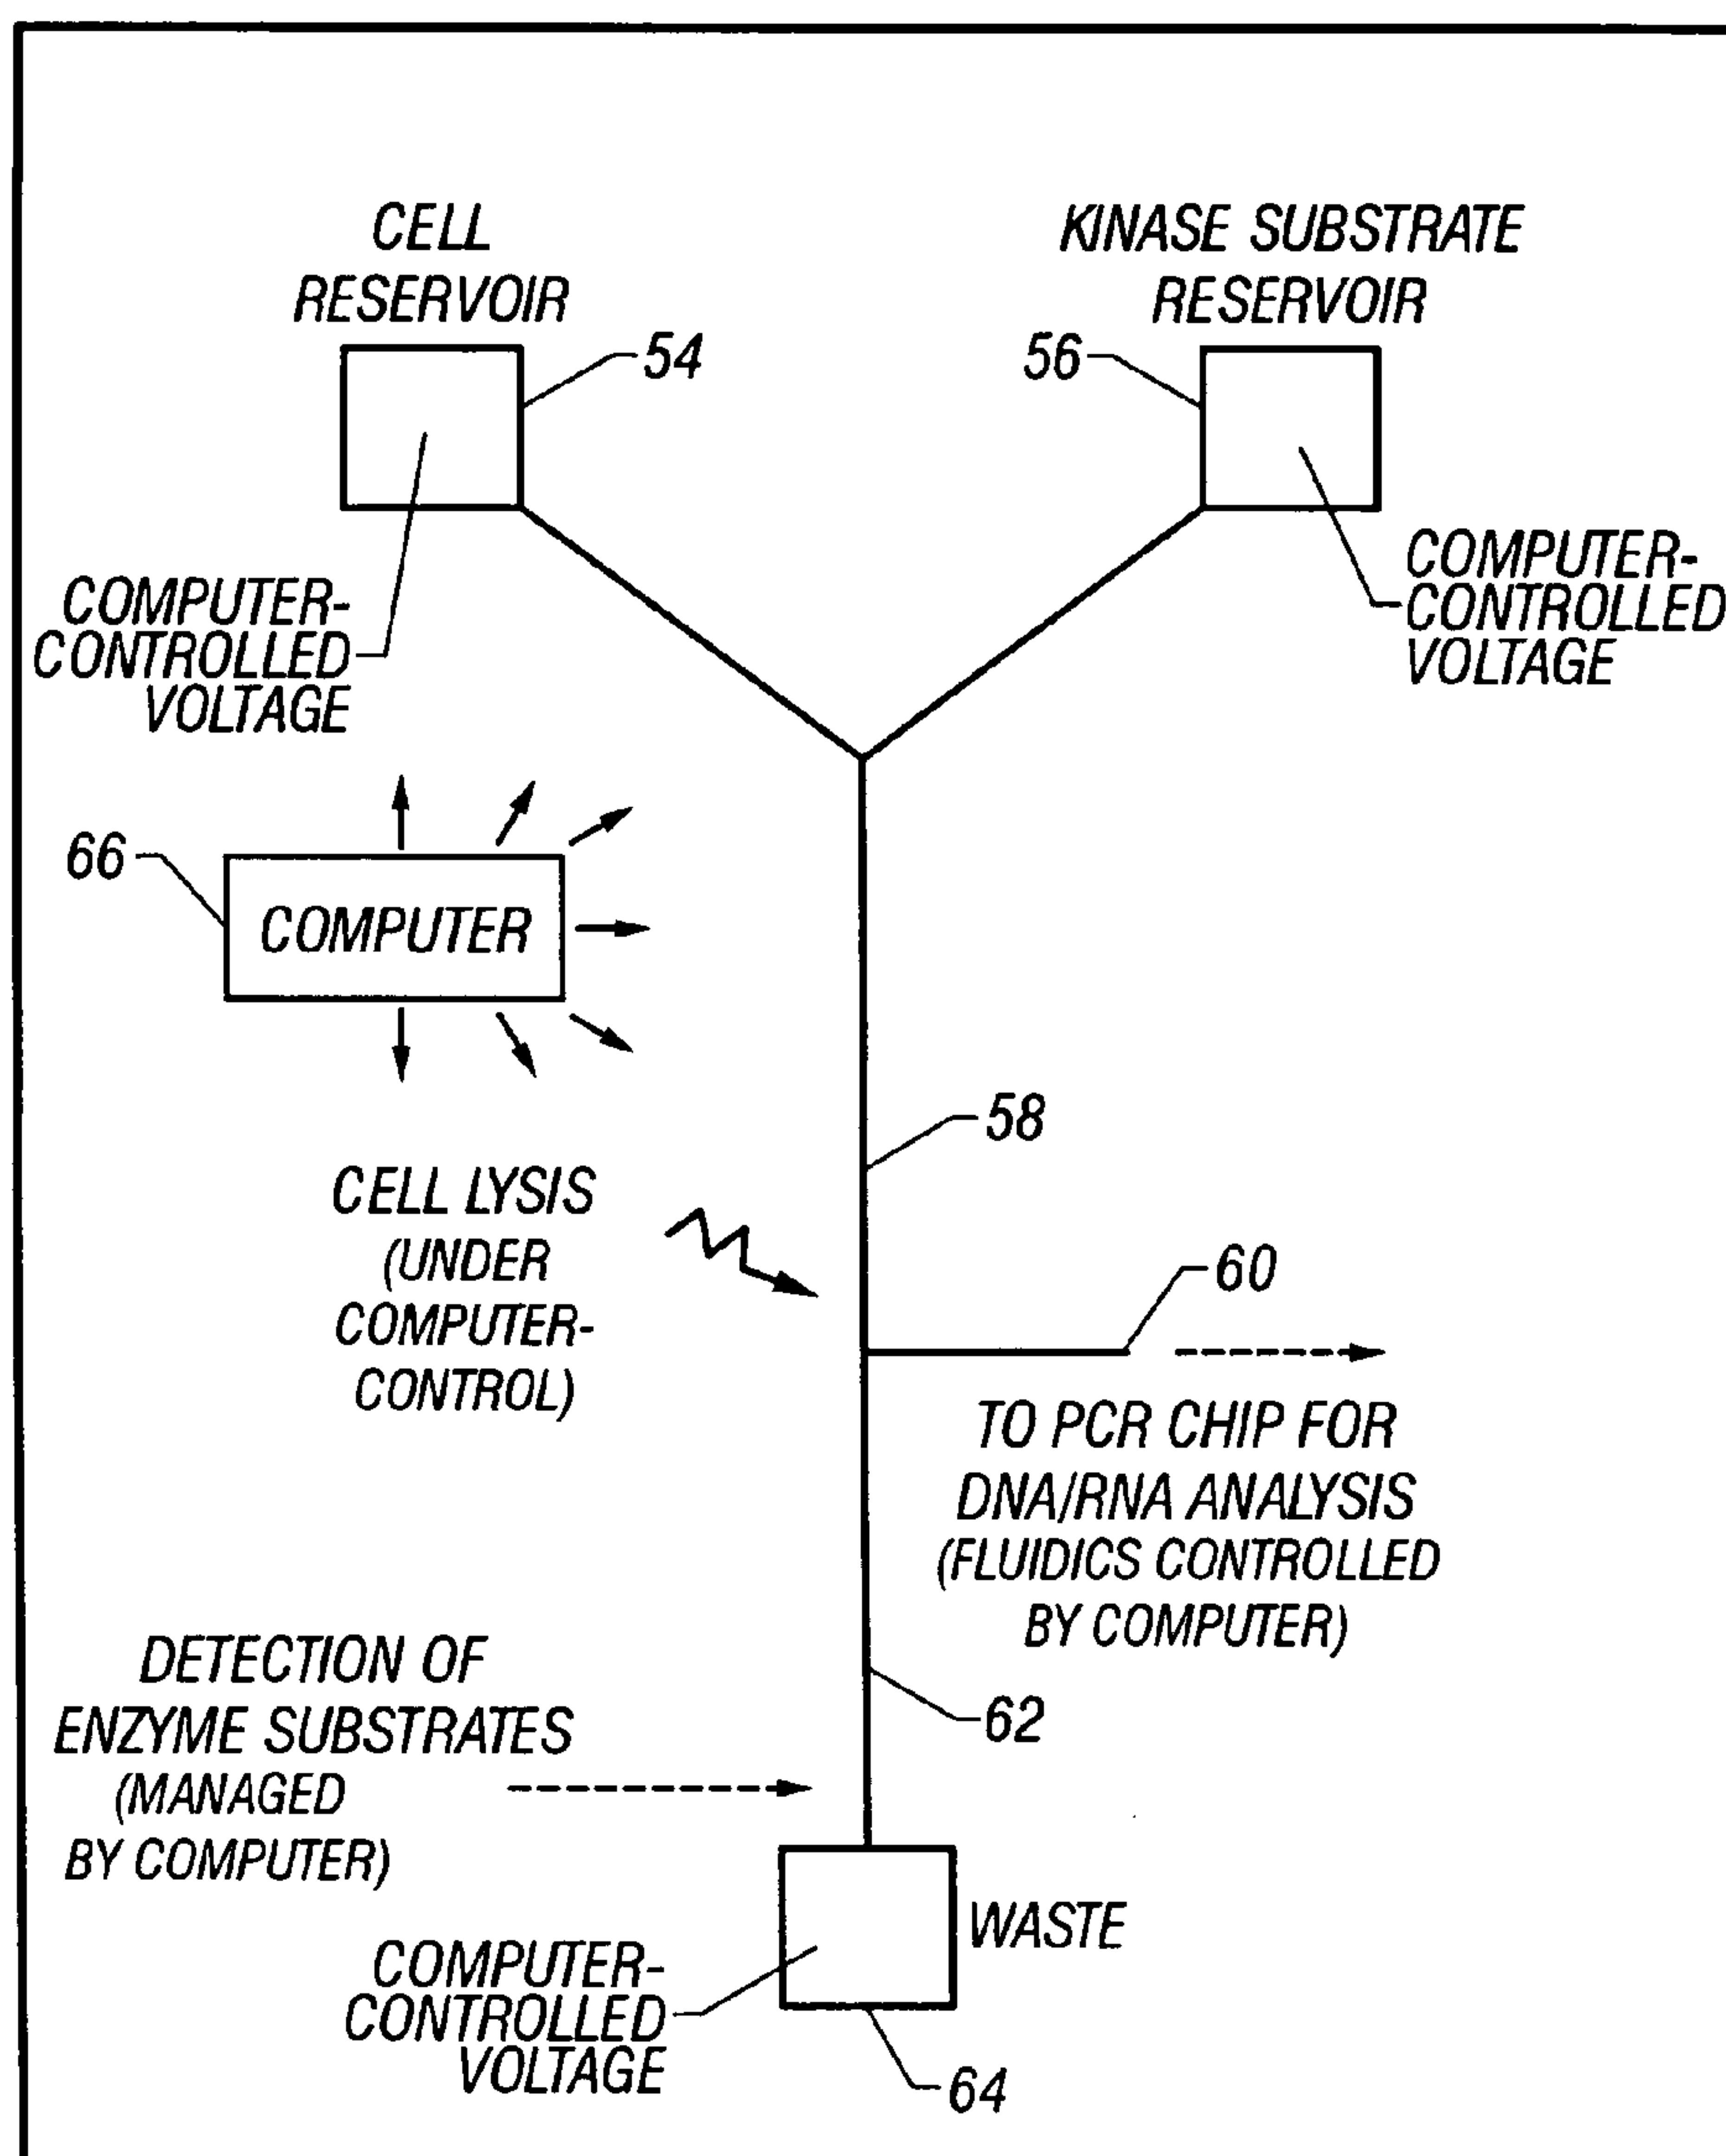 CELL
RESERVOIR
54
KINASE SUBSTRATE
RESERVOIR
56
COMPUTER-
CONTROLLED
VOLTAGE
COMPUTER-
CONTROLLED
VOLTAGE
66
COMPUTER
58
CELL LYSIS
(UNDER
COMPUTER-
CONTROL)
60
TO PCR CHIP FOR
DNA/RNA ANALYSIS
(FLUIDICS CONTROLLED
BY COMPUTER)
DETECTION OF
ENZYME SUBSTRATES
(MANAGED
BY COMPUTER)
62
WASTE
COMPUTER-
CONTROLLED
VOLTAGE
64